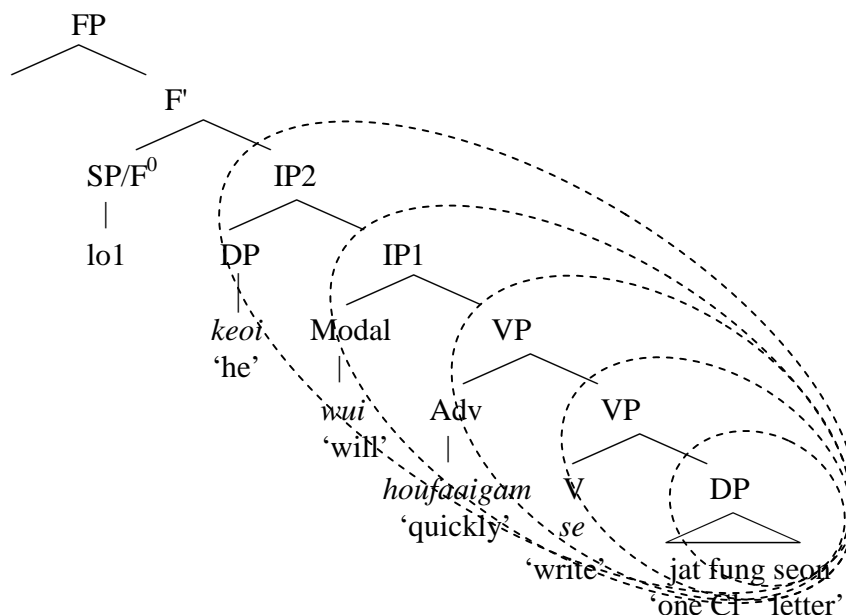 FP
F'
SP/F⁰ IP2
lo1 DP IP1
keoi Modal VP
‘he’
wui Adv VP
‘will’
houfaaigam V DP
‘quickly’ se
‘write’ jat fung seon
‘one Cl letter’